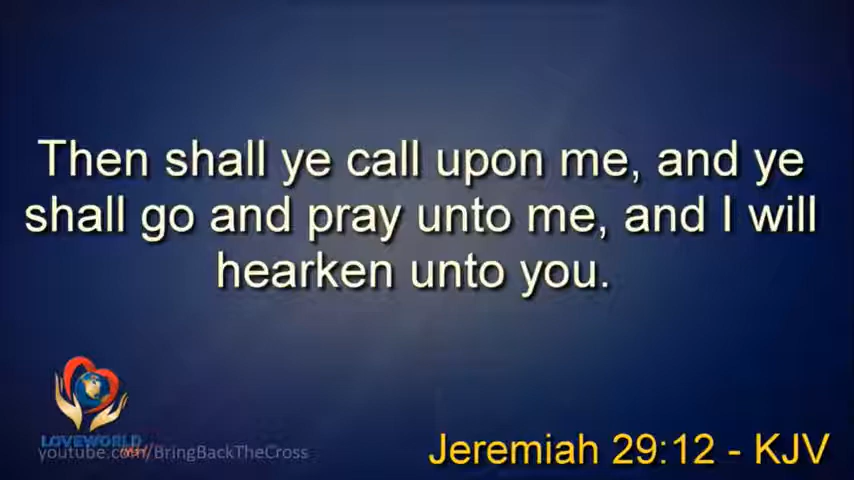 Then shall ye call upon me, and ye
shall go and pray unto me, and I will
hearken unto you.
LOVEWORLD
youtube.com/BringBackTheCross
Jeremiah 29:12 - KJV